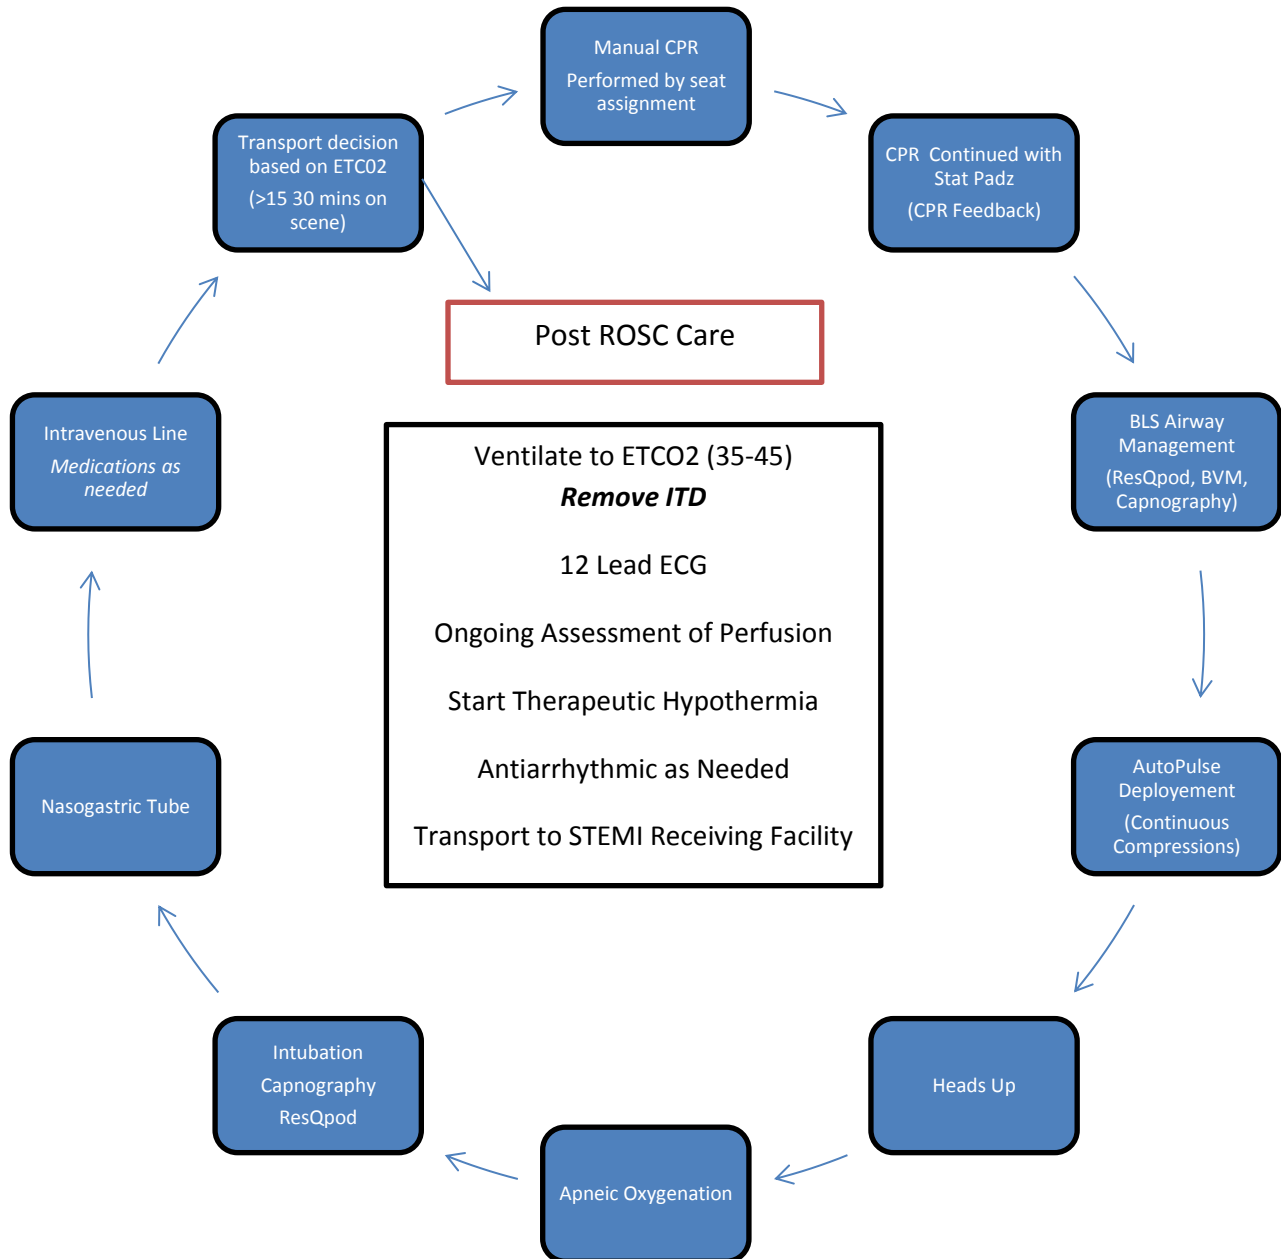 Manual CPR
Performed by seat
assignment
CPR  Continued with
Stat Padz
(CPR Feedback)
BLS Airway
Management
(ResQpod, BVM,
Capnography)
AutoPulse
Deployement
(Continuous
Compressions)
Heads Up
Apneic Oxygenation
Intubation
Capnography
ResQpod
Nasogastric Tube
Intravenous Line
Medications as
needed
Transport decision
based on ETC02
(>15 30 mins on
scene)
Post ROSC Care
Ventilate to ETCO2 (35-45)
Remove ITD
12 Lead ECG
Ongoing Assessment of Perfusion
Start Therapeutic Hypothermia
Antiarrhythmic as Needed
Transport to STEMI Receiving Facility